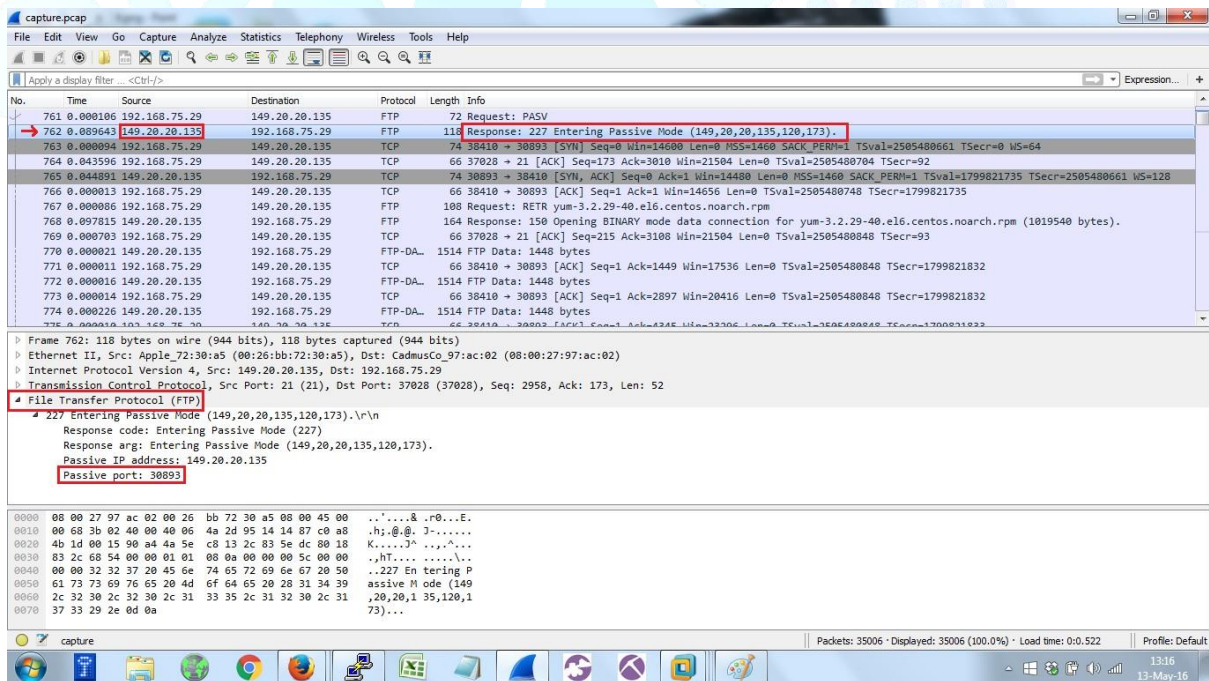 capture.pcap
File Edit View Go Capture Analyze Statistics Telephony Wireless Tools Help
Apply a display filter ... <Ctrl-/> Expression... +
No. Time Source Destination Protocol Length Info
761 0.000106 192.168.75.29 149.20.20.135 FTP 72 Request: PASV
762 0.089643 149.20.20.135 192.168.75.29 FTP 118 Response: 227 Entering Passive Mode (149,20,20,135,120,173).
763 0.000094 192.168.75.29 149.20.20.135 TCP 74 38410 → 30893 [SYN] Seq=0 Win=14600 Len=0 MSS=1460 SACK_PERM=1 TSval=2505480661 TSecr=0 WS=64
764 0.043596 192.168.75.29 149.20.20.135 TCP 66 37028 → 21 [ACK] Seq=173 Ack=3010 Win=21504 Len=0 TSval=2505480704 TSecr=92
765 0.044891 149.20.20.135 192.168.75.29 TCP 74 30893 → 38410 [SYN, ACK] Seq=0 Ack=1 Win=14480 Len=0 MSS=1460 SACK_PERM=1 TSval=1799821735 TSecr=2505480661 WS=128
766 0.000013 192.168.75.29 149.20.20.135 TCP 66 38410 → 30893 [ACK] Seq=1 Ack=1 Win=14656 Len=0 TSval=2505480748 TSecr=1799821735
767 0.000086 192.168.75.29 149.20.20.135 FTP 108 Request: RETR yum-3.2.29-40.el6.centos.noarch.rpm
768 0.097815 149.20.20.135 192.168.75.29 FTP 164 Response: 150 Opening BINARY mode data connection for yum-3.2.29-40.el6.centos.noarch.rpm (1019540 bytes).
769 0.000703 192.168.75.29 149.20.20.135 TCP 66 37028 → 21 [ACK] Seq=215 Ack=3108 Win=21504 Len=0 TSval=2505480848 TSecr=93
770 0.000021 149.20.20.135 192.168.75.29 FTP-DA… 1514 FTP Data: 1448 bytes
771 0.000011 192.168.75.29 149.20.20.135 TCP 66 38410 → 30893 [ACK] Seq=1 Ack=1449 Win=17536 Len=0 TSval=2505480848 TSecr=1799821832
772 0.000016 149.20.20.135 192.168.75.29 FTP-DA… 1514 FTP Data: 1448 bytes
773 0.000014 192.168.75.29 149.20.20.135 TCP 66 38410 → 30893 [ACK] Seq=1 Ack=2897 Win=20416 Len=0 TSval=2505480848 TSecr=1799821832
774 0.000226 149.20.20.135 192.168.75.29 FTP-DA… 1514 FTP Data: 1448 bytes
775 0.000010 192.168.75.29 149.20.20.135 TCP 66 38410 → 30893 [ACK] Seq=1 Ack=4345 Win=23296 Len=0 TSval=2505480848 TSecr=1799821833
Frame 762: 118 bytes on wire (944 bits), 118 bytes captured (944 bits)
Ethernet II, Src: Apple_72:30:a5 (00:26:bb:72:30:a5), Dst: CadmusCo_97:ac:02 (08:00:27:97:ac:02)
Internet Protocol Version 4, Src: 149.20.20.135, Dst: 192.168.75.29
Transmission Control Protocol, Src Port: 21 (21), Dst Port: 37028 (37028), Seq: 2958, Ack: 173, Len: 52
File Transfer Protocol (FTP)
227 Entering Passive Mode (149,20,20,135,120,173).\r\n
Response code: Entering Passive Mode (227)
Response arg: Entering Passive Mode (149,20,20,135,120,173).
Passive IP address: 149.20.20.135
Passive port: 30893
0000 08 00 27 97 ac 02 00 26 bb 72 30 a5 08 00 45 00 ..'....& .r0...E.
0010 00 68 3b 02 40 00 40 06 4a 2d 95 14 14 87 c0 a8 .h;.@.@. J-......
0020 4b 1d 00 15 90 a4 4a 5e c8 13 2c 83 5e dc 80 18 K.....J^ ..,.^...
0030 83 2c 68 54 00 00 01 01 08 0a 00 00 00 5c 00 00 .,hT.... .....\..
0040 00 00 32 32 37 20 45 6e 74 65 72 69 6e 67 20 50 ..227 En tering P
0050 61 73 73 69 76 65 20 4d 6f 64 65 20 28 31 34 39 assive M ode (149
0060 2c 32 30 2c 32 30 2c 31 33 35 2c 31 32 30 2c 31 ,20,20,1 35,120,1
0070 37 33 29 2e 0d 0a 73)...
capture Packets: 35006 · Displayed: 35006 (100.0%) · Load time: 0:0.522 Profile: Default
13:16
13-May-16